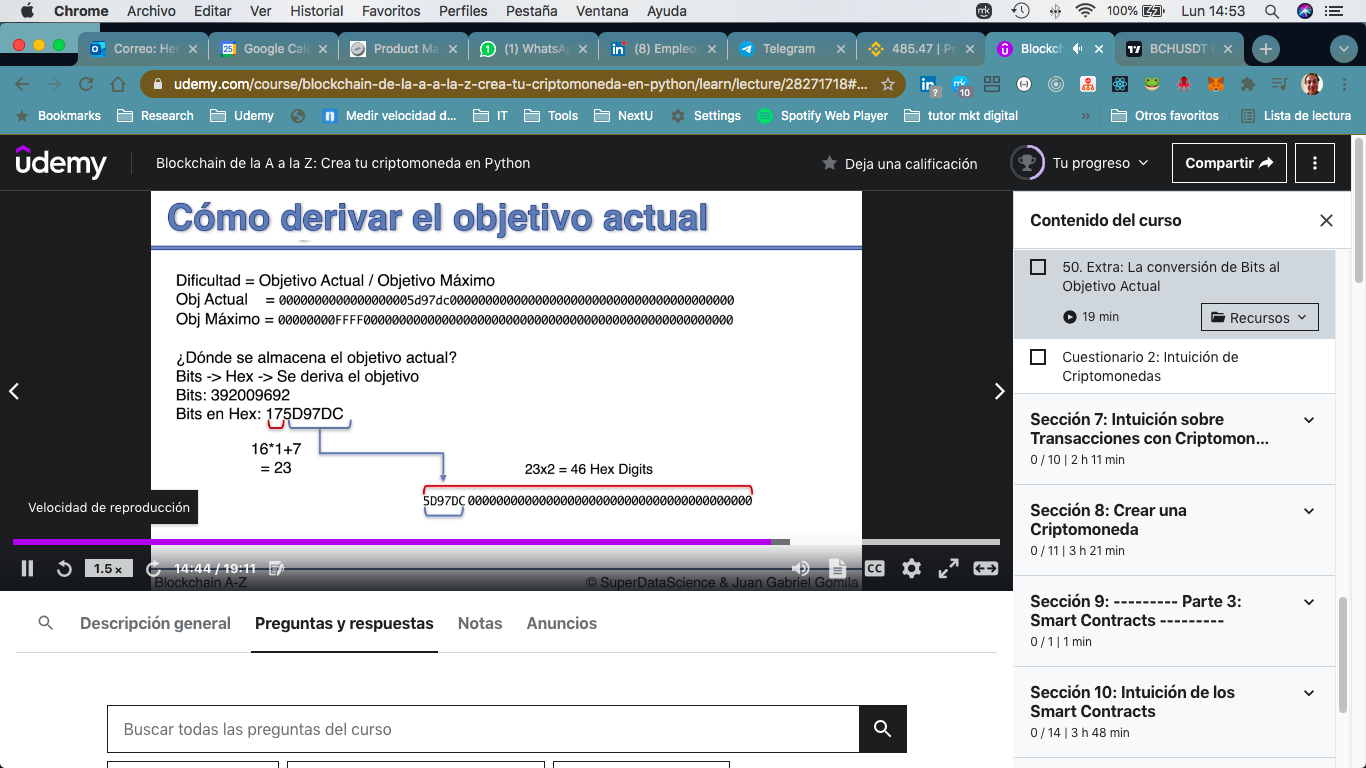 Chrome Archivo Editar Ver Historial Favoritos Perfiles Pestaña Ventana Ayuda mk 100% Lun 14:53
Correo: Her Google Cale Product Ma (1) WhatsAp (8) Empleos Telegram 485.47 | Pe Blockch BCHUSDT
udemy.com/course/blockchain-de-la-a-a-la-z-crea-tu-criptomoneda-en-python/learn/lecture/28271718#... ? 10
Bookmarks Research Udemy Medir velocidad d... IT Tools NextU Settings Spotify Web Player tutor mkt digital » Otros favoritos Lista de lectura
udemy Blockchain de la A a la Z: Crea tu criptomoneda en Python Deja una calificación Tu progreso Compartir
Cómo derivar el objetivo actual
Dificultad = Objetivo Actual / Objetivo Máximo
Obj Actual = 0000000000000000005d97dc0000000000000000000000000000000000000000
Obj Máximo = 00000000FFFF0000000000000000000000000000000000000000000000000000
¿Dónde se almacena el objetivo actual?
Bits -> Hex -> Se deriva el objetivo
Bits: 392009692
Bits en Hex: 175D97DC
16*1+7
= 23
23x2 = 46 Hex Digits
5D97DC0000000000000000000000000000000000000000
Velocidad de reproducción
1.5 x 14:44 / 19:11 CC
Blockchain A-Z © SuperDataScience & Juan Gabriel Gomila
Contenido del curso
50. Extra: La conversión de Bits al
Objetivo Actual
19 min Recursos
Cuestionario 2: Intuición de
Criptomonedas
Sección 7: Intuición sobre
Transacciones con Criptomon...
0 / 10 | 2 h 11 min
Sección 8: Crear una
Criptomoneda
0 / 11 | 3 h 21 min
Sección 9: --------- Parte 3:
Smart Contracts ---------
0 / 1 | 1 min
Sección 10: Intuición de los
Smart Contracts
0 / 14 | 3 h 48 min
Descripción general Preguntas y respuestas Notas Anuncios
Buscar todas las preguntas del curso